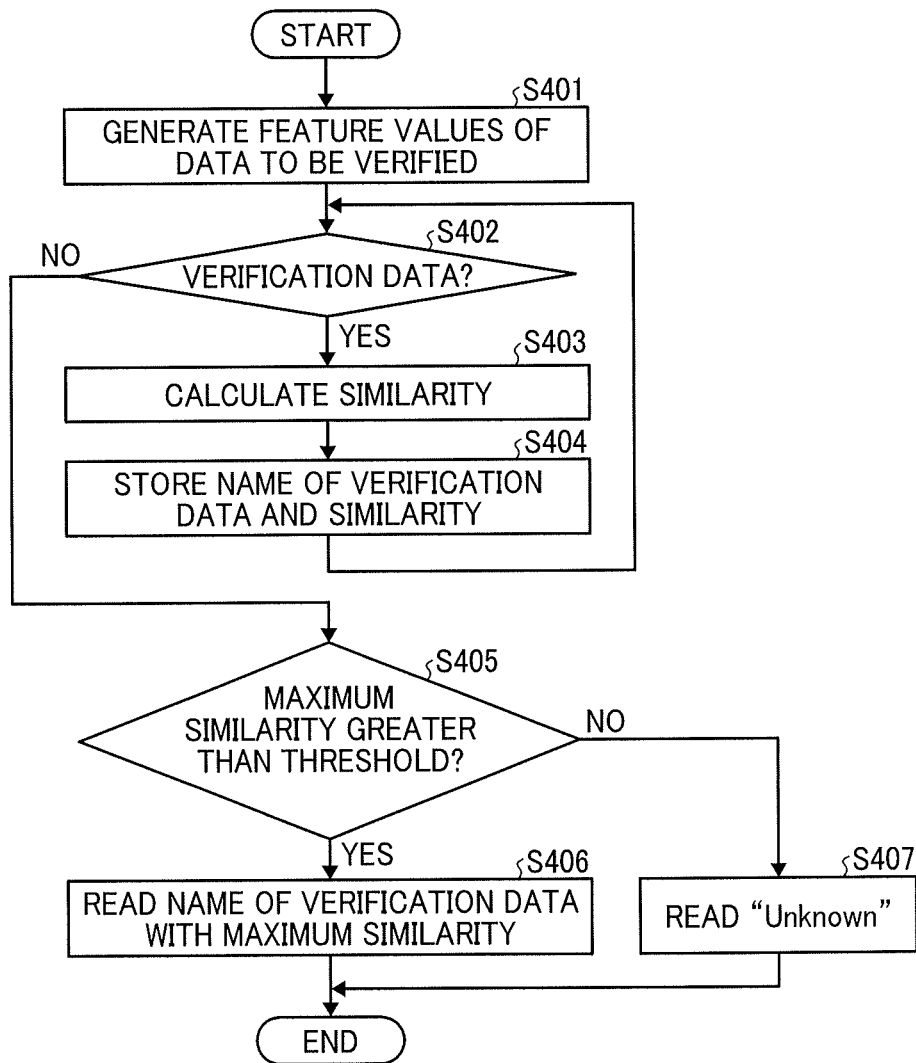 START
S401
GENERATE FEATURE VALUES OF
DATA TO BE VERIFIED
S402
NO
VERIFICATION DATA?
YES
S403
CALCULATE SIMILARITY
S404
STORE NAME OF VERIFICATION
DATA AND SIMILARITY
S405
MAXIMUM
SIMILARITY GREATER
THAN THRESHOLD?
NO
YES
S406
READ NAME OF VERIFICATION DATA
WITH MAXIMUM SIMILARITY
S407
READ “Unknown”
END